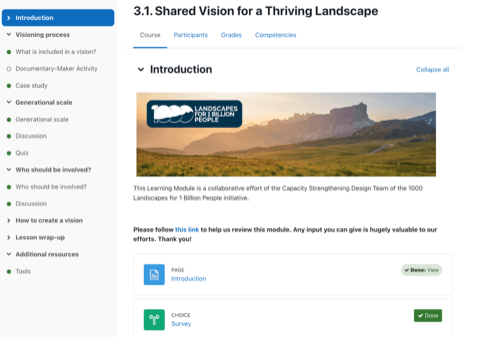 Introduction
Visioning process
What is included in a vision?
Documentary-Maker Activity
Case study
Generational scale
Generational scale
Discussion
Quiz
Who should be involved?
Who should be involved?
Discussion
How to create a vision
Lesson wrap-up
Additional resources
Tools
3.1. Shared Vision for a Thriving Landscape
Course Participants Grades Competencies
Introduction
Collapse all
LANDSCAPES
FOR 1 BILLION
PEOPLE
This Learning Module is a collaborative effort of the Capacity Strengthening Design Team of the 1000
Landscapes for 1 Billion People initiative.
Please follow this link to help us review this module. Any input you can give is hugely valuable to our
efforts. Thank you!
PAGE
Introduction
Done: View
CHOICE
Survey
Done